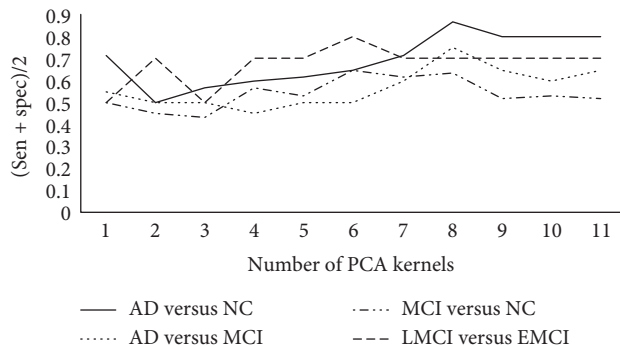 0.9
0.8
0.7
0.6
0.5
0.4
0.3
0.2
0.1
0
(Sen + spec)/2
1 2 3 4 5 6 7 8 9 10 11
Number of PCA kernels
AD versus NC
MCI versus NC
AD versus MCI
LMCI versus EMCI